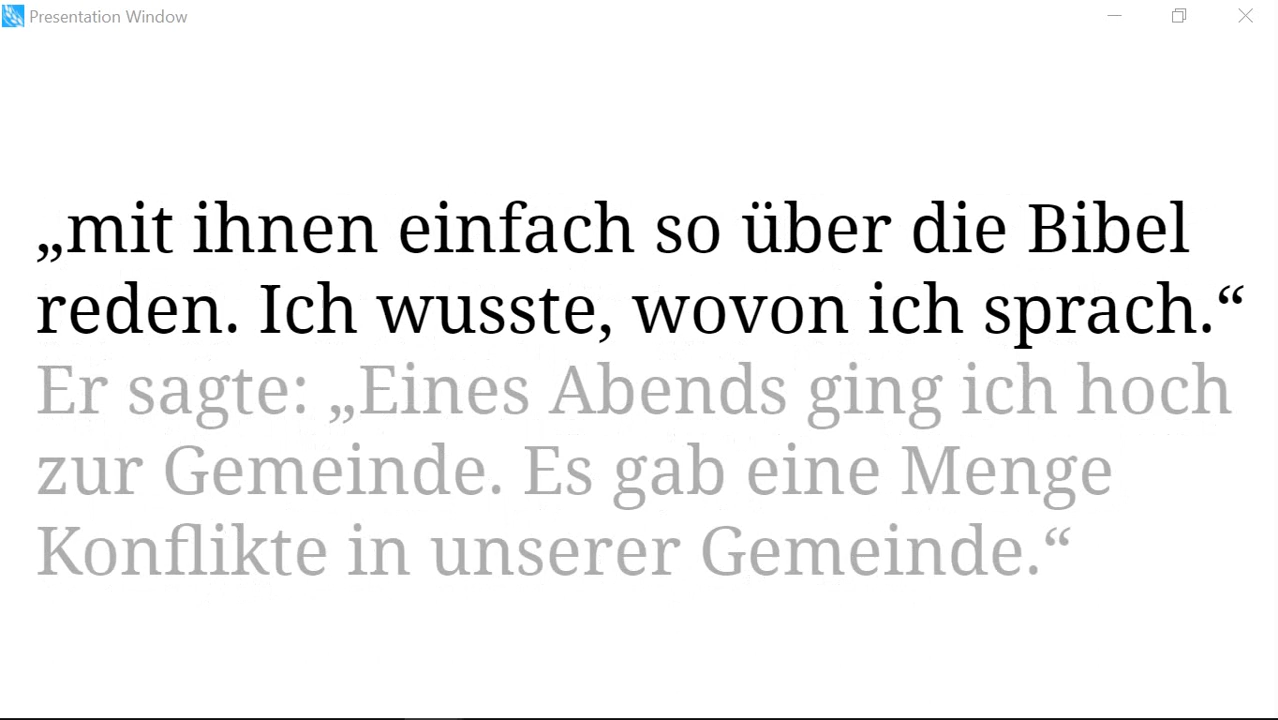 Presentation Window
„mit ihnen einfach so über die Bibel
reden. Ich wusste, wovon ich sprach.“
Er sagte: „Eines Abends ging ich hoch
zur Gemeinde. Es gab eine Menge
Konflikte in unserer Gemeinde.“